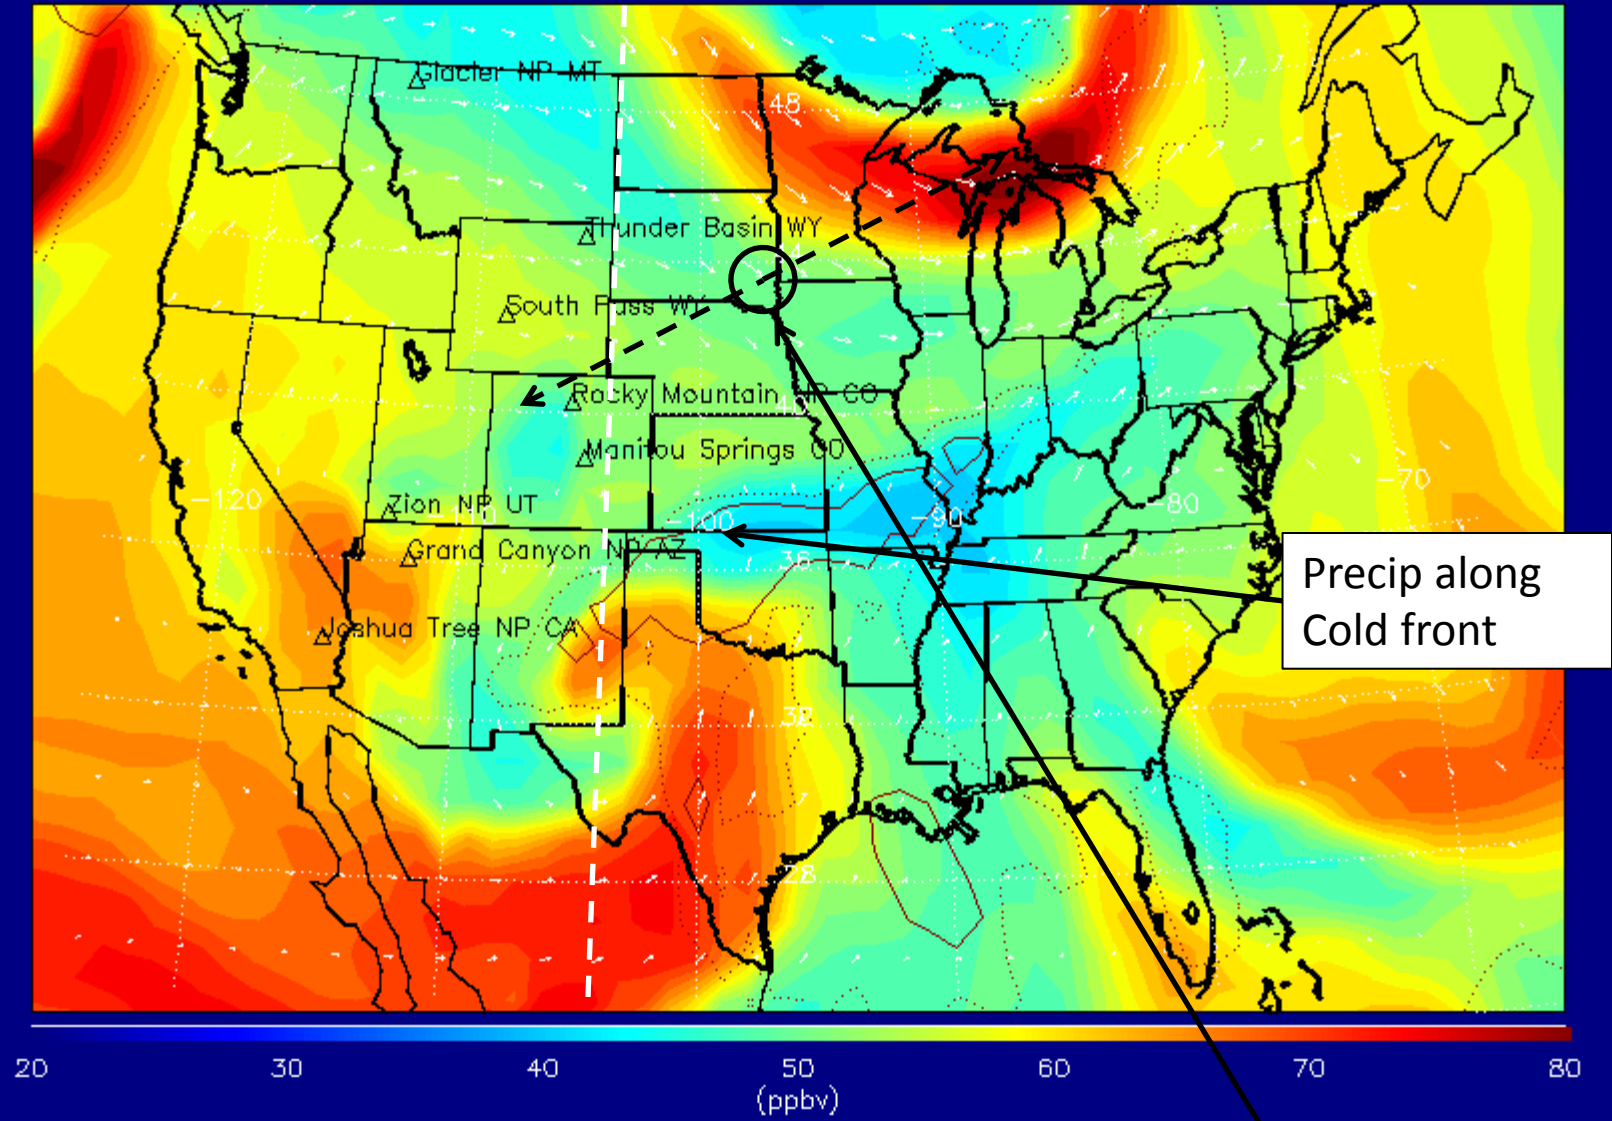 Glacier NP MT
48
Thunder Basin WY
44
South Pass WY
Rocky Mountain NP CO
40
Manitou Springs CO
-120
Zion NP UT
-110
-100
-90
-80
-70
Grand Canyon NP AZ
36
Precip along
Cold front
Joshua Tree NP CA
32
28
20 30 40 50 60 70 80
(ppbv)